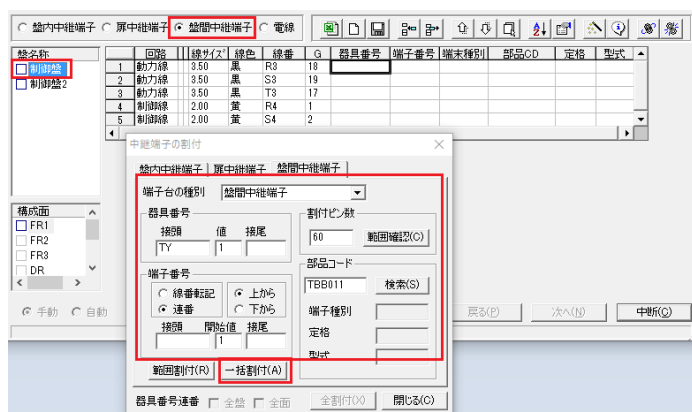 盤内中継端子 扉中継端子 盤間中継端子 電線
盤名称
制御盤1
制御盤2
回路 線サイズ 線色 線番 G 器具番号 端子番号 端末種別 部品CD 定格 型式
1 動力線 3.50 黒 R3 18
2 動力線 3.50 黒 S3 19
3 動力線 3.50 黒 T3 17
4 制御線 2.00 黄 R4 1
5 制御線 2.00 黄 S4 2
構成面
FR1
FR2
FR3
DR
手動 自動
中継端子の割付
盤内中継端子 扉中継端子 盤間中継端子
端子台の種別 盤間中継端子
器具番号
接頭 値 接尾
TY 1
割付ピン数
60 範囲確認(C)
端子番号
線番転記 上から
連番 下から
接頭 開始値 接尾
1
部品コード
TBB011 検索(S)
端子種別
定格
型式
範囲割付(R) 一括割付(A)
器具番号連番 全盤 全面 全割付(X) 閉じる(C)
戻る(P) 次へ(N) 中断(C)